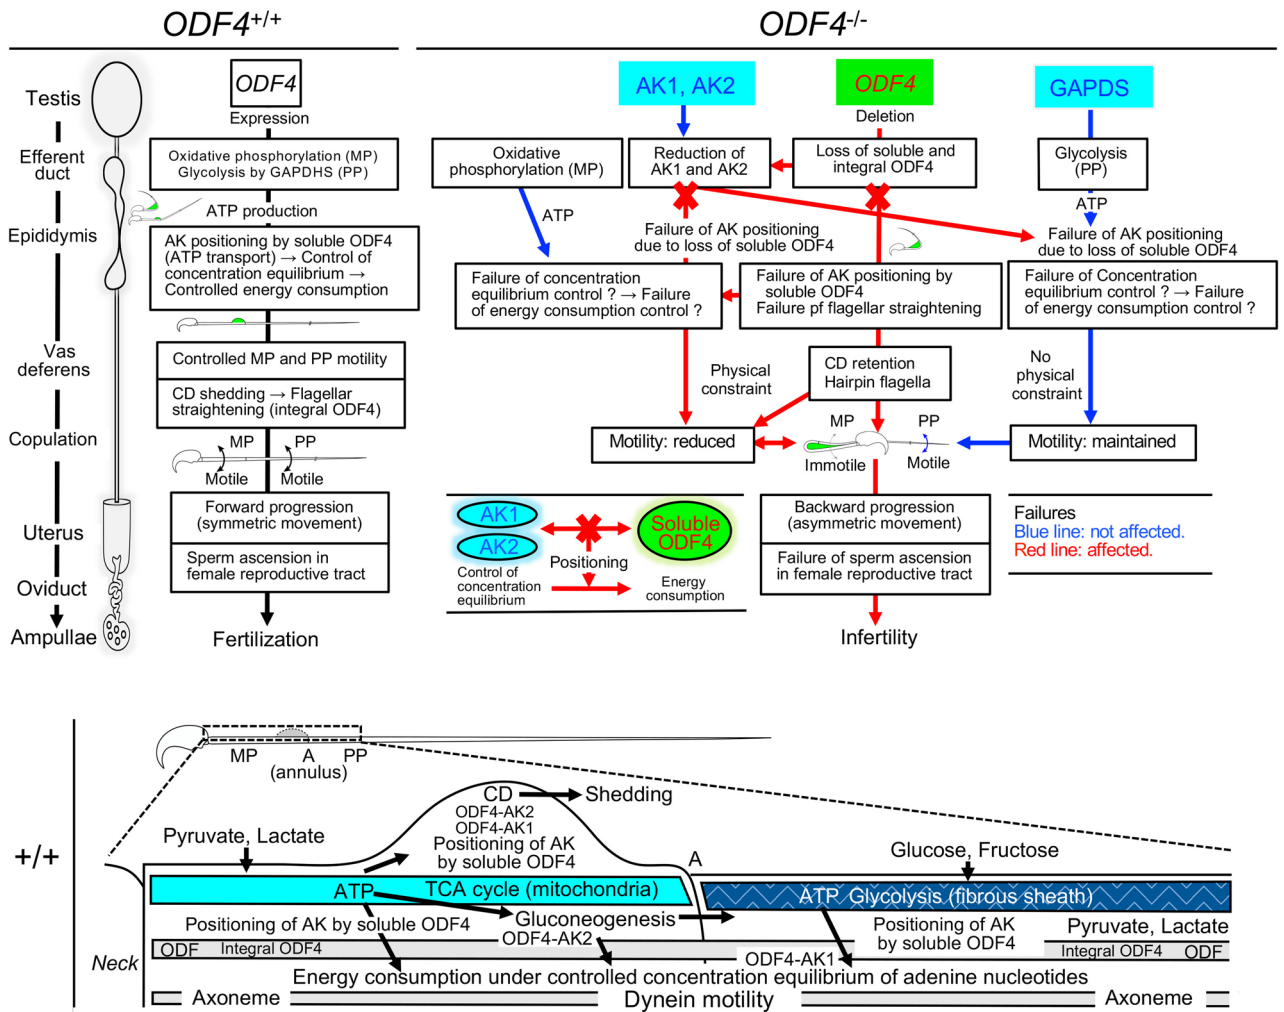 ODF4+/+
ODF4-/-
Testis
Efferent
duct
Epididymis
Vas
deferens
Copulation
Uterus
Oviduct
Ampullae
ODF4
Expression
Oxidative phosphorylation (MP)
Glycolysis by GAPDHS (PP)
ATP production
AK positioning by soluble ODF4
(ATP transport) → Control of
concentration equilibrium →
Controlled energy consumption
Controlled MP and PP motility
CD shedding → Flagellar
straightening (integral ODF4)
MP
PP
Motile
Motile
Forward progression
(symmetric movement)
Sperm ascension in
female reproductive tract
Fertilization
AK1, AK2
ODF4
GAPDS
Deletion
Oxidative
phosphorylation (MP)
Reduction of
AK1 and AK2
Loss of soluble and
integral ODF4
Glycolysis
(PP)
ATP
ATP
Failure of AK positioning
due to loss of soluble ODF4
Failure of AK positioning
due to loss of soluble ODF4
Failure of concentration
equilibrium control ? → Failure
of energy consumption control ?
Failure of AK positioning by
soluble ODF4
Failure pf flagellar straightening
Failure of Concentration
equilibrium control ? → Failure
of energy consumption control ?
Physical
constraint
CD retention
Hairpin flagella
No
physical
constraint
Motility: reduced
MP
PP
Immotile
Motile
Motility: maintained
AK1
AK2
Soluble
ODF4
Positioning
Control of
concentration
equilibrium
Energy
consumption
Backward progression
(asymmetric movement)
Failure of sperm ascension
in female reproductive tract
Infertility
Failures
Blue line: not affected.
Red line: affected.
+/+
MP
A
PP
(annulus)
CD
Shedding
ODF4-AK2
ODF4-AK1
Positioning of AK
by soluble ODF4
Pyruvate, Lactate
A
Glucose, Fructose
ATP
TCA cycle (mitochondria)
ATP Glycolysis (fibrous sheath)
Positioning of AK by soluble ODF4
Gluconeogenesis
ODF4-AK2
Positioning of AK
by soluble ODF4
Pyruvate, Lactate
ODF
Integral ODF4
ODF4-AK1
Integral ODF4
ODF
Neck
Energy consumption under controlled concentration equilibrium of adenine nucleotides
Axoneme
Dynein motility
Axoneme